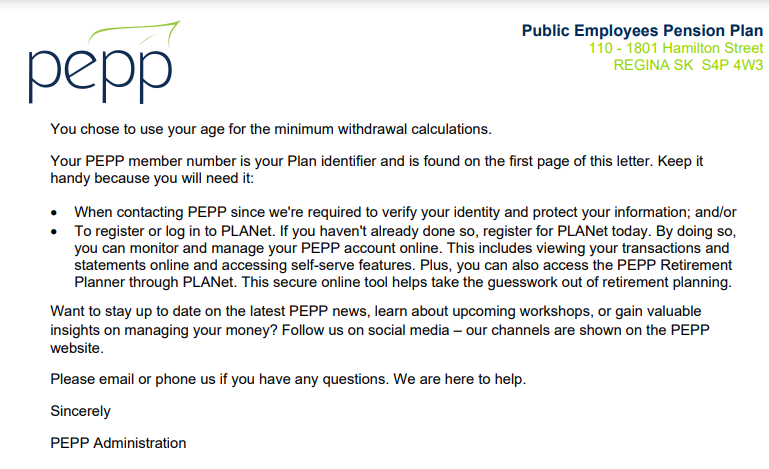 pepp
Public Employees Pension Plan
110 - 1801 Hamilton Street
REGINA SK S4P 4W3
You chose to use your age for the minimum withdrawal calculations.
Your PEPP member number is your Plan identifier and is found on the first page of this letter. Keep it
handy because you will need it:
• When contacting PEPP since we're required to verify your identity and protect your information; and/or
• To register or log in to PLANet. If you haven't already done so, register for PLANet today. By doing so,
you can monitor and manage your PEPP account online. This includes viewing your transactions and
statements online and accessing self-serve features. Plus, you can also access the PEPP Retirement
Planner through PLANet. This secure online tool helps take the guesswork out of retirement planning.
Want to stay up to date on the latest PEPP news, learn about upcoming workshops, or gain valuable
insights on managing your money? Follow us on social media – our channels are shown on the PEPP
website.
Please email or phone us if you have any questions. We are here to help.
Sincerely
PEPP Administration